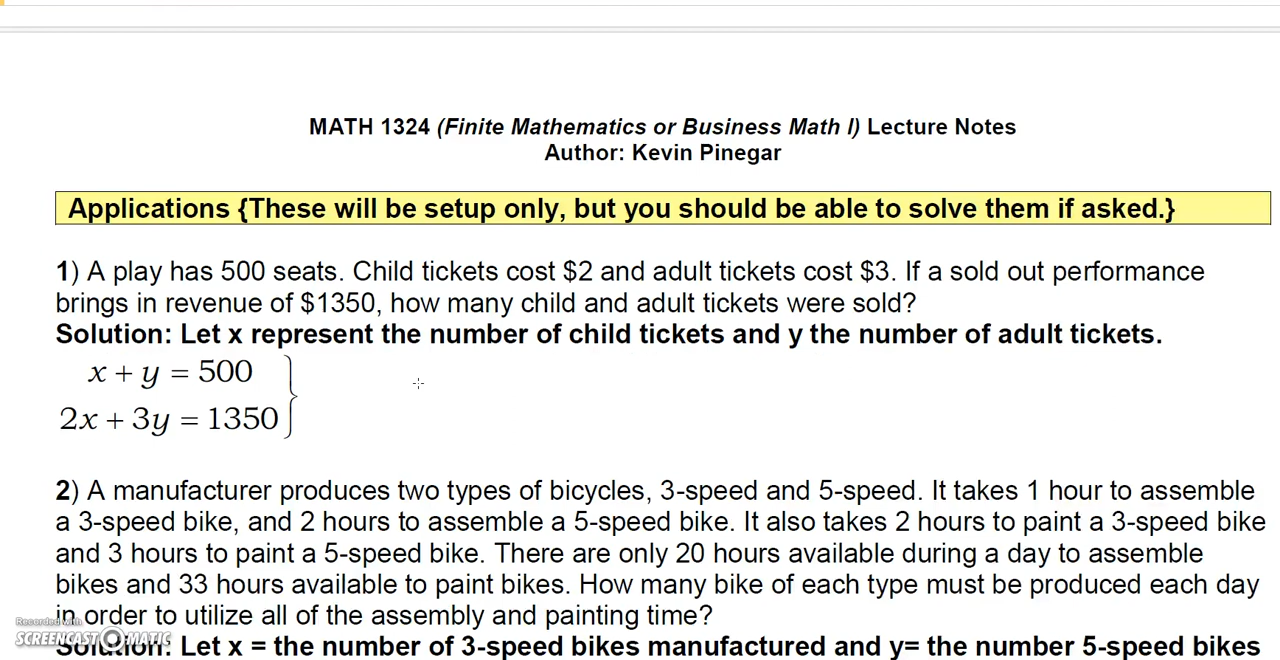 MATH 1324 (Finite Mathematics or Business Math I) Lecture Notes
Author: Kevin Pinegar
Applications {These will be setup only, but you should be able to solve them if asked.}
1) A play has 500 seats. Child tickets cost $2 and adult tickets cost $3. If a sold out performance
brings in revenue of $1350, how many child and adult tickets were sold?
Solution: Let x represent the number of child tickets and y the number of adult tickets.
x + y = 500
2x + 3y = 1350
2) A manufacturer produces two types of bicycles, 3-speed and 5-speed. It takes 1 hour to assemble
a 3-speed bike, and 2 hours to assemble a 5-speed bike. It also takes 2 hours to paint a 3-speed bike
and 3 hours to paint a 5-speed bike. There are only 20 hours available during a day to assemble
bikes and 33 hours available to paint bikes. How many bike of each type must be produced each day
in order to utilize all of the assembly and painting time?
Recorded with
SCREENCAST-O-MATIC
Solution: Let x = the number of 3-speed bikes manufactured and y= the number 5-speed bikes